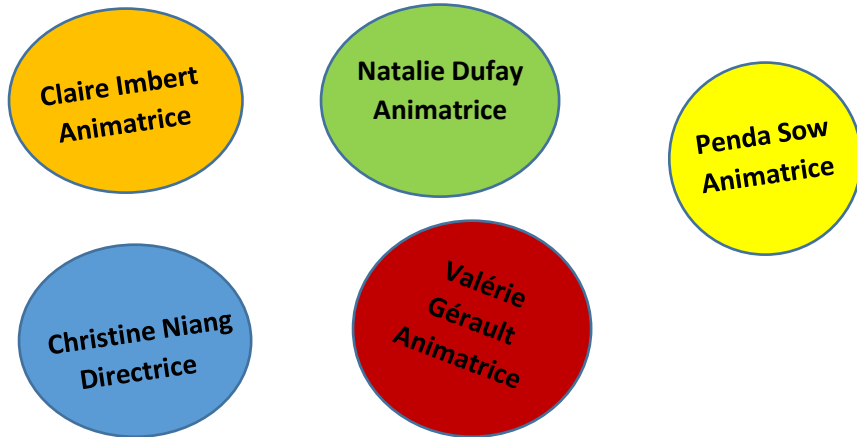 Claire Imbert
Animatrice
Natalie Dufay
Animatrice
Penda Sow
Animatrice
Christine Niang
Directrice
Valérie
Gérault
Animatrice